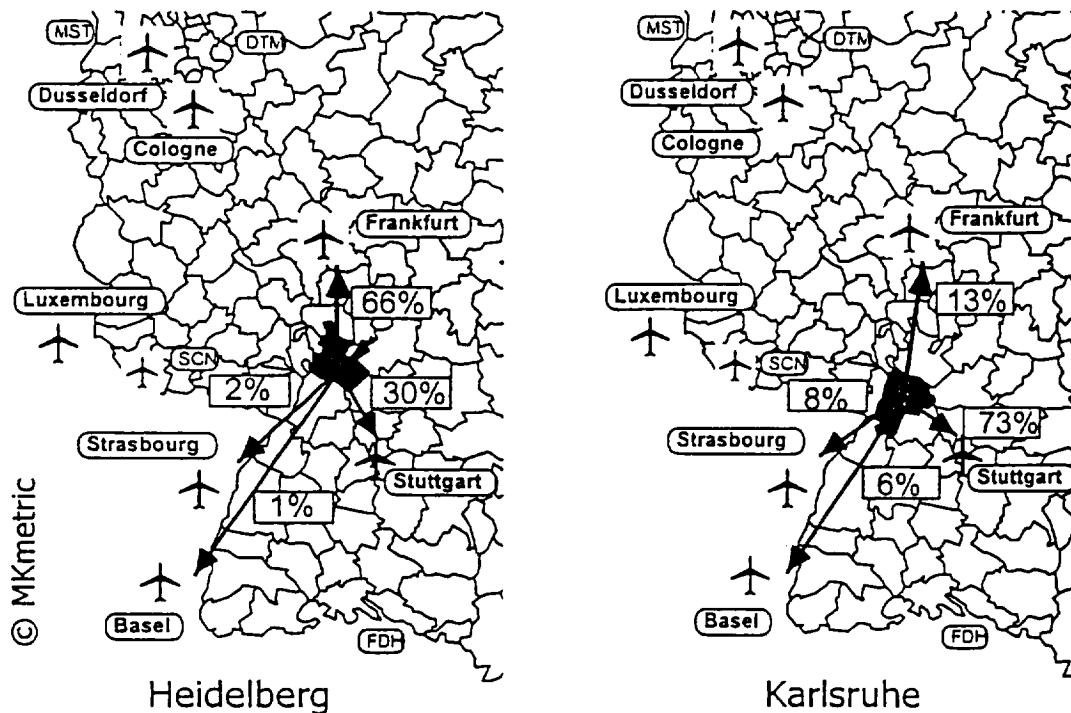 MST
DTM
Dusseldorf
Cologne
Frankfurt
Luxembourg
66%
SCN
2%
30%
Strasbourg
Stuttgart
1%
Basel
FDH
© MKmetric
Heidelberg
MST
DTM
Dusseldorf
Cologne
Frankfurt
Luxembourg
13%
SCN
8%
73%
Strasbourg
Stuttgart
6%
Basel
FDH
Karlsruhe